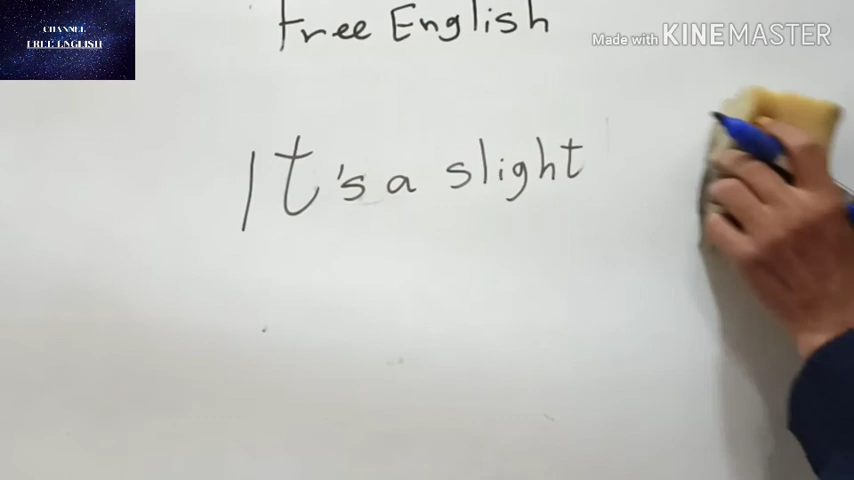 CHANNEL
FREE ENGLISH
Free English
Made with KINEMASTER
It's a slight